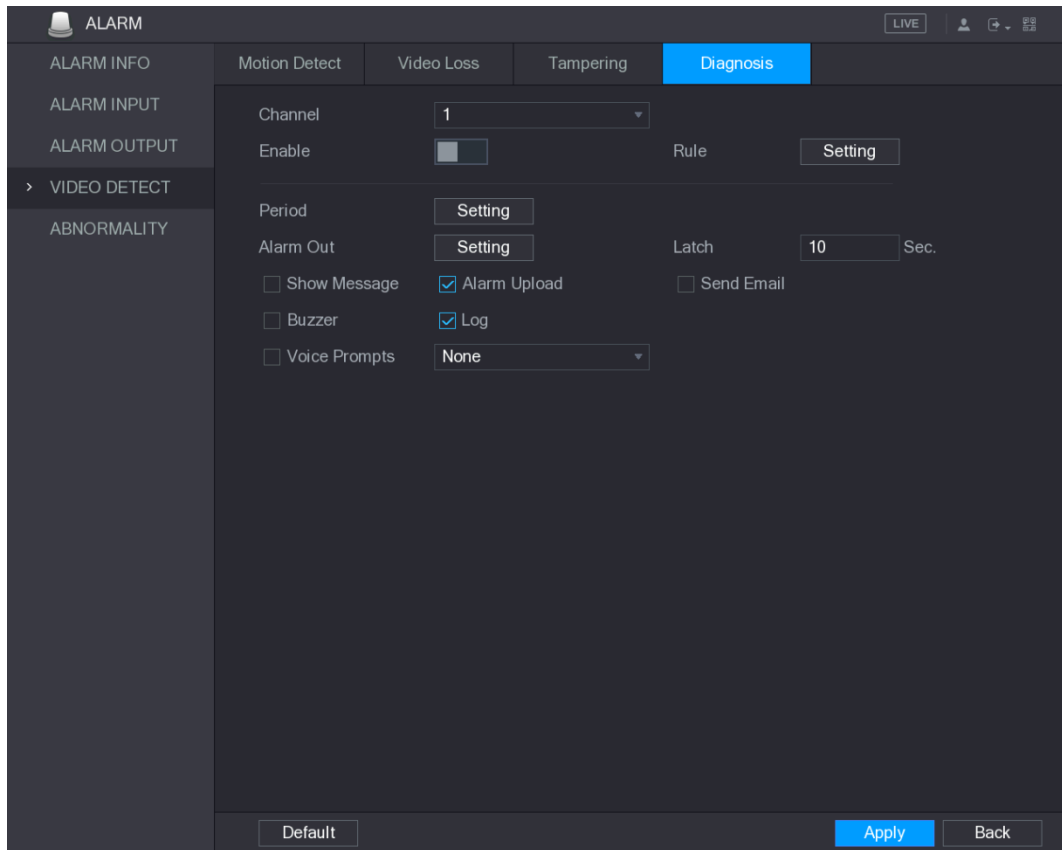 ALARM
LIVE
ALARM INFO
ALARM INPUT
ALARM OUTPUT
VIDEO DETECT
ABNORMALITY
Motion Detect Video Loss Tampering Diagnosis
Channel 1
Enable Rule Setting
Period Setting
Alarm Out Setting Latch 10 Sec.
Show Message Alarm Upload Send Email
Buzzer Log
Voice Prompts None
Default Apply Back